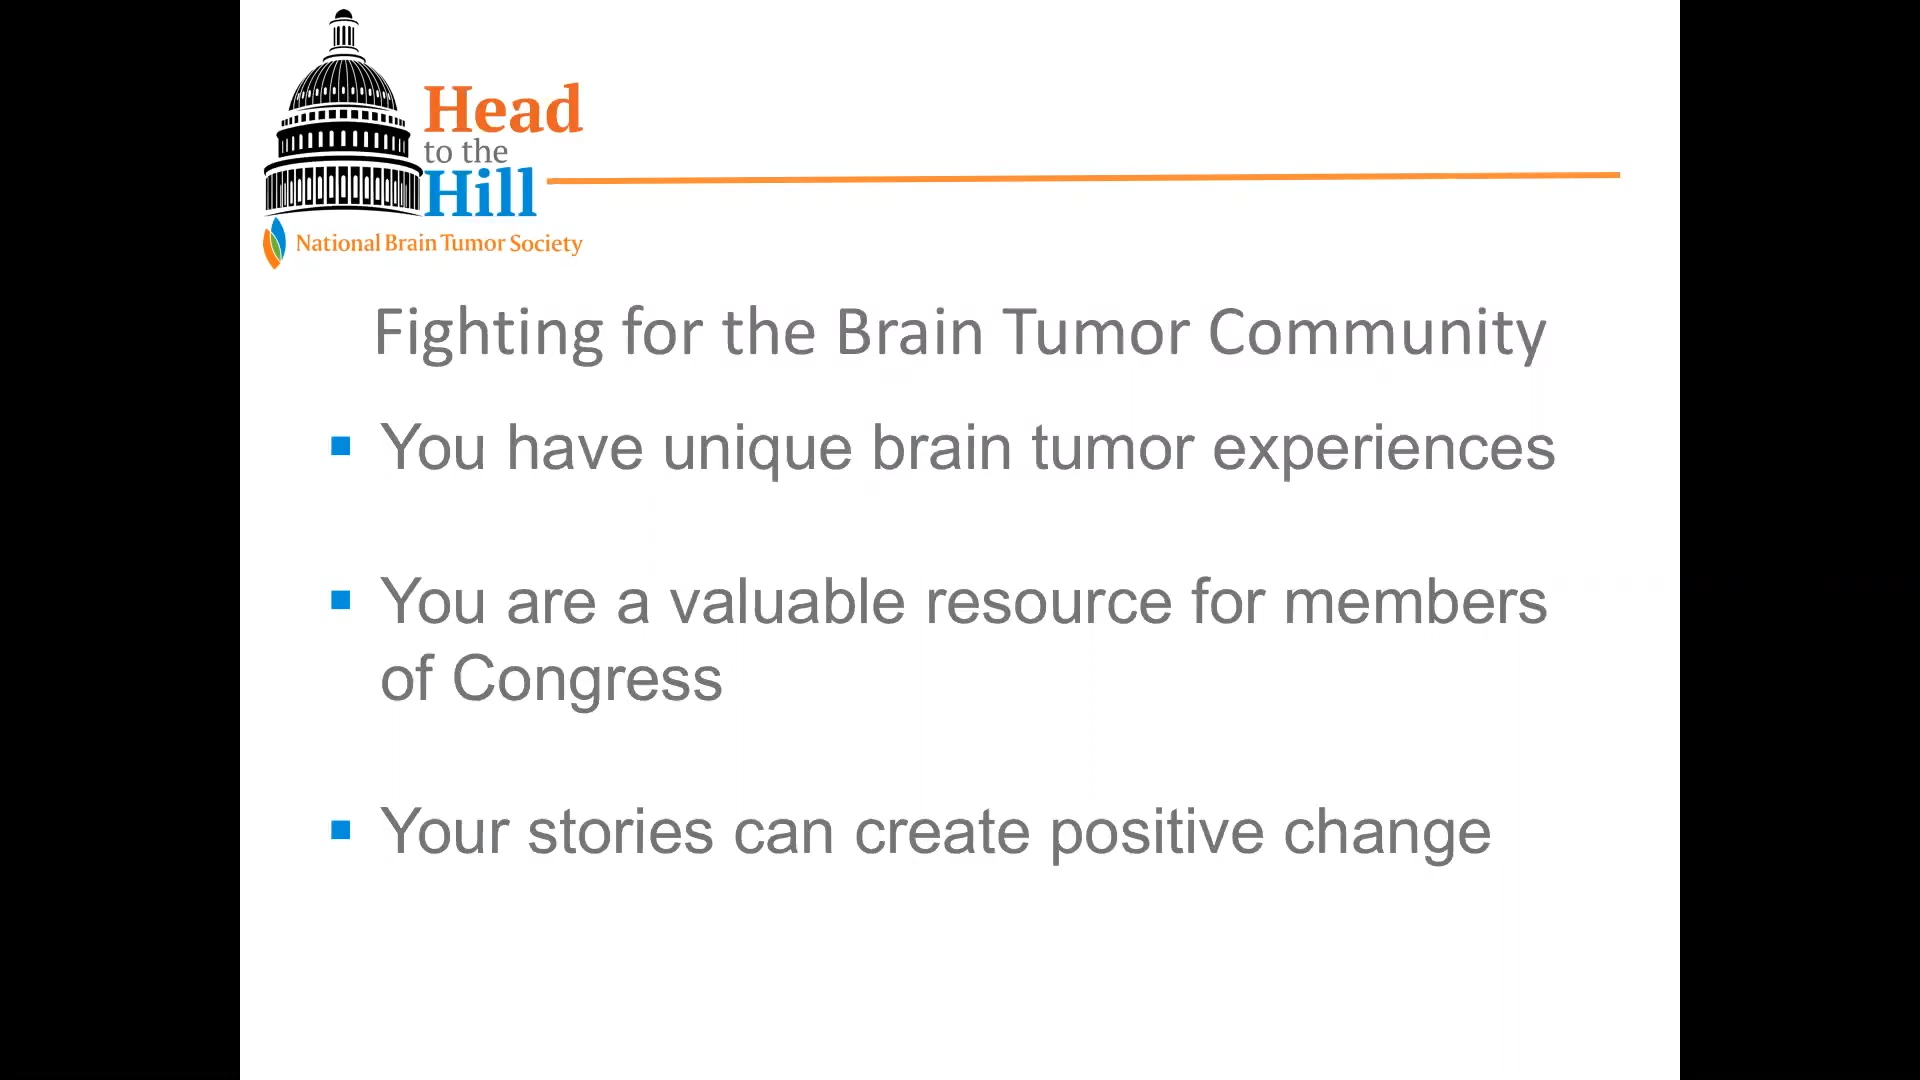 Head
to the
Hill
National Brain Tumor Society
Fighting for the Brain Tumor Community
You have unique brain tumor experiences
You are a valuable resource for members
of Congress
Your stories can create positive change